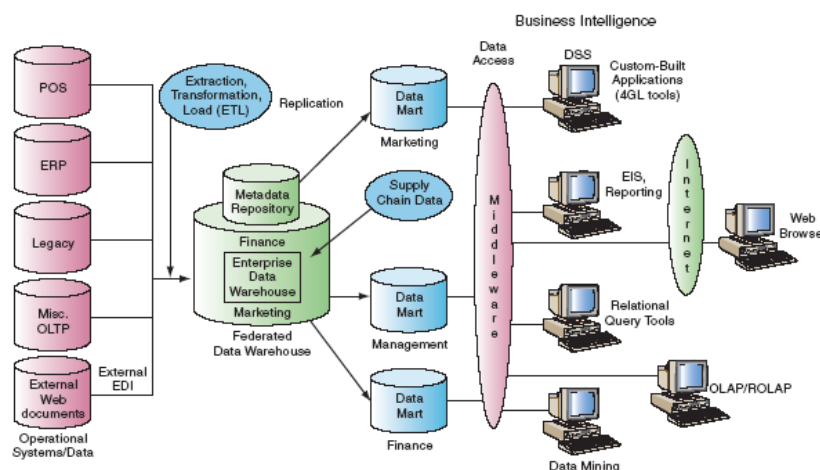 Business Intelligence
POS
ERP
Legacy
Misc.
OLTP
External
Web
documents
External
EDI
Operational
Systems/Data
Extraction,
Transformation,
Load (ETL)
Replication
Metadata
Repository
Finance
Enterprise
Data
Warehouse
Marketing
Federated
Data Warehouse
Supply
Chain Data
Data
Mart
Marketing
Data
Mart
Management
Data
Mart
Finance
Data
Access
Middleware
DSS
Custom-Built
Applications
(4GL tools)
EIS,
Reporting
Relational
Query Tools
OLAP/ROLAP
Data Mining
Internet
Web
Browser